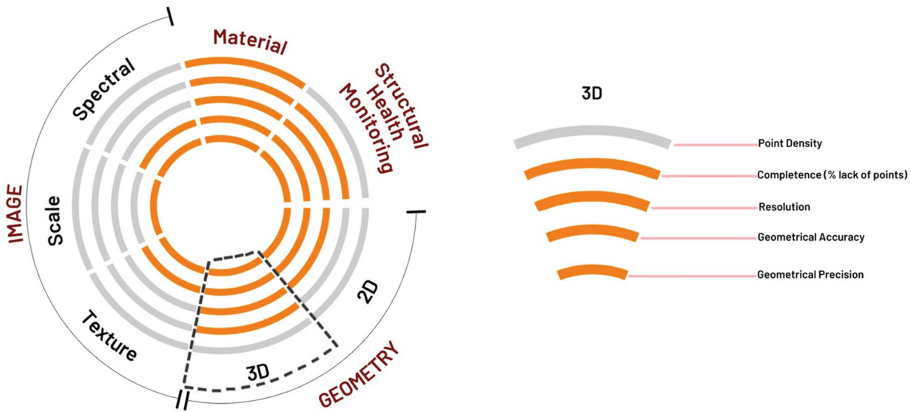 Material
Spectral
Structural
Health
Monitoring
IMAGE
Scale
Texture
3D
2D
GEOMETRY
3D
Point Density
Completence (% lack of points)
Resolution
Geometrical Accuracy
Geometrical Precision